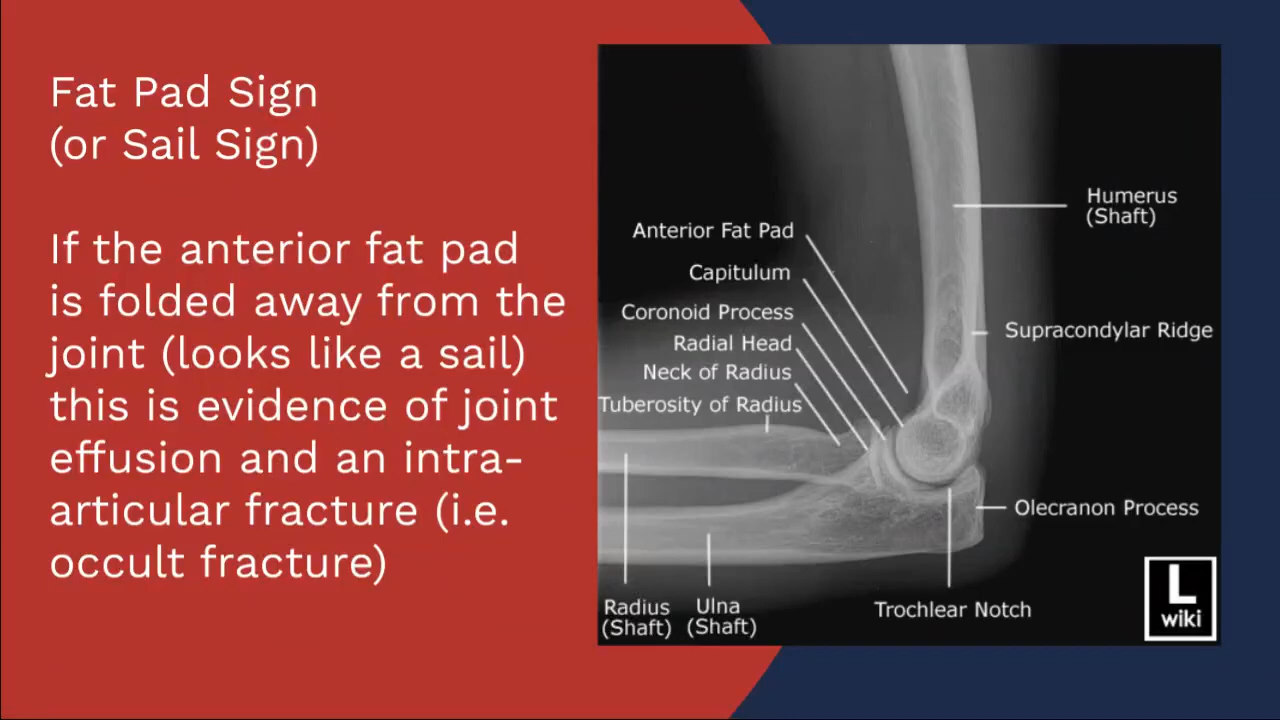 Fat Pad Sign
(or Sail Sign)
If the anterior fat pad
is folded away from the
joint (looks like a sail)
this is evidence of joint
effusion and an intra-
articular fracture (i.e.
occult fracture)
Humerus
(Shaft)
Anterior Fat Pad
Capitulum
Coronoid Process
Radial Head
Neck of Radius
Tuberosity of Radius
Supracondylar Ridge
Olecranon Process
Radius
(Shaft)
Ulna
(Shaft)
Trochlear Notch
L
wiki